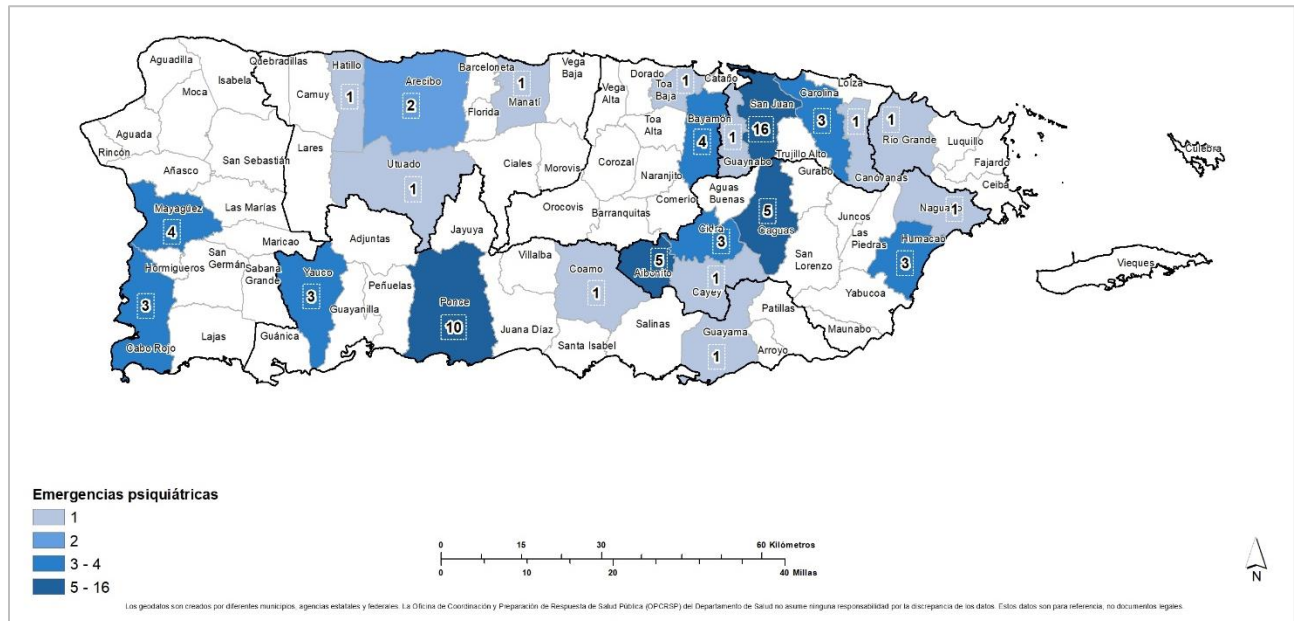 Aguadilla
Isabela
Quebradillas
Hatillo
Camuy
Arecibo
Barceloneta
Manatí
Vega
Baja
Vega
Alta
Dorado
Toa
Baja
Cataño
San Juan
Carolina
Loiza
Moca
Aguada
Rincón
Añasco
San Sebastián
Lares
Utuado
Florida
Ciales
Morovis
Corozal
Toa
Alta
Naranjito
Bayamón
Guaynabo
Trujillo Alto
Canóvanas
Rio Grande
Luquillo
Fajardo
Ceiba
Culebra
1
2
1
1
4
1
16
3
1
1
1
Mayagüez
4
Las Marías
Maricao
Adjuntas
Jayuya
Orocovis
Barranquitas
Comerío
Aguas
Buenas
Gurabo
Juncos
Las
Piedras
Naguabo
1
Humacao
3
Hormigueros
San
Germán
Sabana
Grande
Yauco
3
Guayanilla
Peñuelas
Ponce
10
Villalba
Coamo
1
Juana Díaz
Aibonito
5
Cidra
3
Caguas
5
Cayey
1
San
Lorenzo
Yabucoa
Vieques
3
Cabo Rojo
Lajas
Guánica
Santa Isabel
Salinas
Guayama
1
Patillas
Arroyo
Maunabo
Emergencias psiquiátricas
1
2
3 - 4
5 - 16
0 15 30 60 Kilómetros
0 10 20 40 Millas
N
Los geodatos son creados por diferentes municipios, agencias estatales y federales. La Oficina de Coordinación y Preparación de Respuesta de Salud Pública (OPCRSP) del Departamento de Salud no asume ninguna responsabilidad por la discrepancia de los datos. Estos datos son para referencia, no documentos legales.